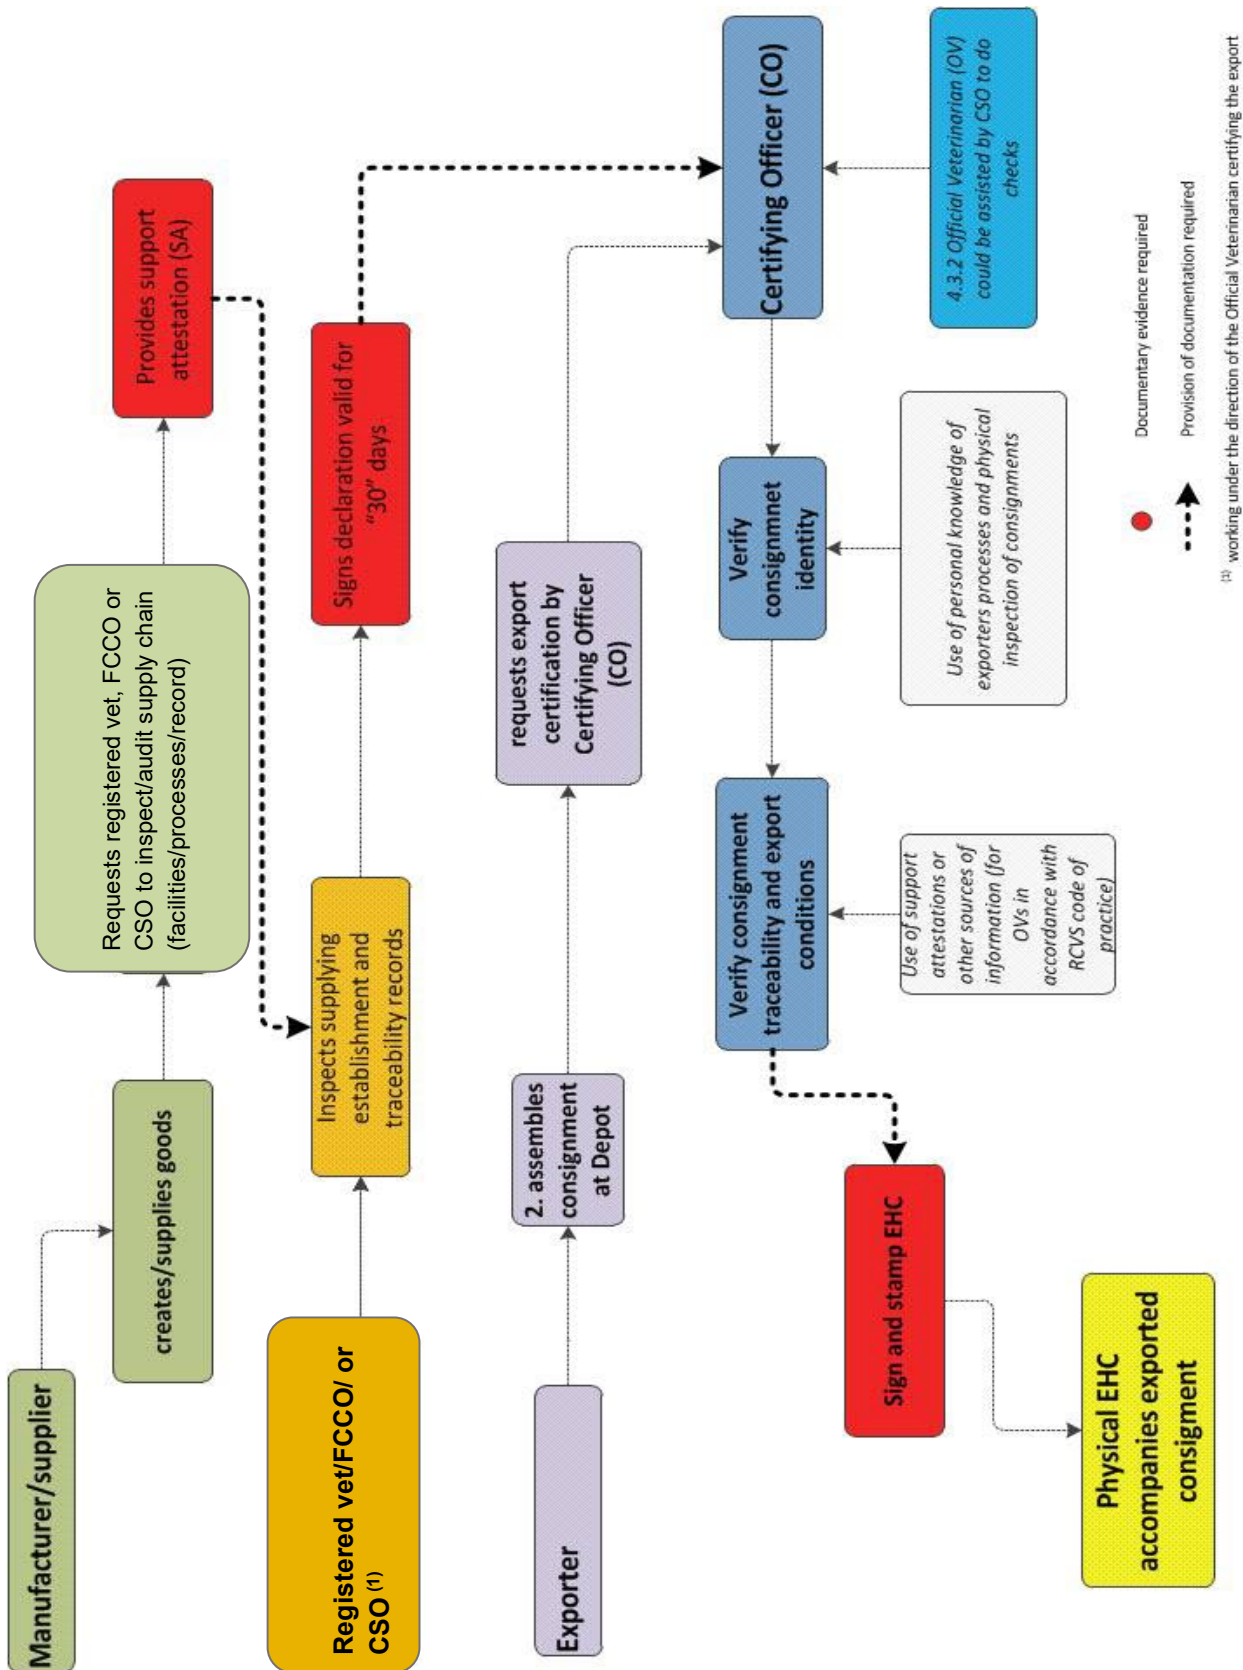 Manufacturer/supplier
creates/supplies goods
Requests registered vet, FCCO or
CSO to inspect/audit supply chain
(facilities/processes/record)
Provides support
attestation (SA)
Registered vet/FCCO/ or
CSO (1)
Inspects supplying
establishment and
traceability records
Signs declaration valid for
“30” days
Exporter
2. assembles
consignment
at Depot
requests export
certification by
Certifying Officer
(CO)
Certifying Officer (CO)
4.3.2 Official Veterinarian (OV)
could be assisted by CSO to do
checks
Verify
consignmnet
identity
Use of personal knowledge of
exporters processes and physical
inspection of consignments
Verify consignment
traceability and export
conditions
Use of support
attestations or
other sources of
information (for
OVs in
accordance with
RCVS code of
practice)
Sign and stamp EHC
Physical EHC
accompanies exported
consigment
Documentary evidence required
Provision of documentation required
(1) working under the direction of the Official Veterinarian certifying the export